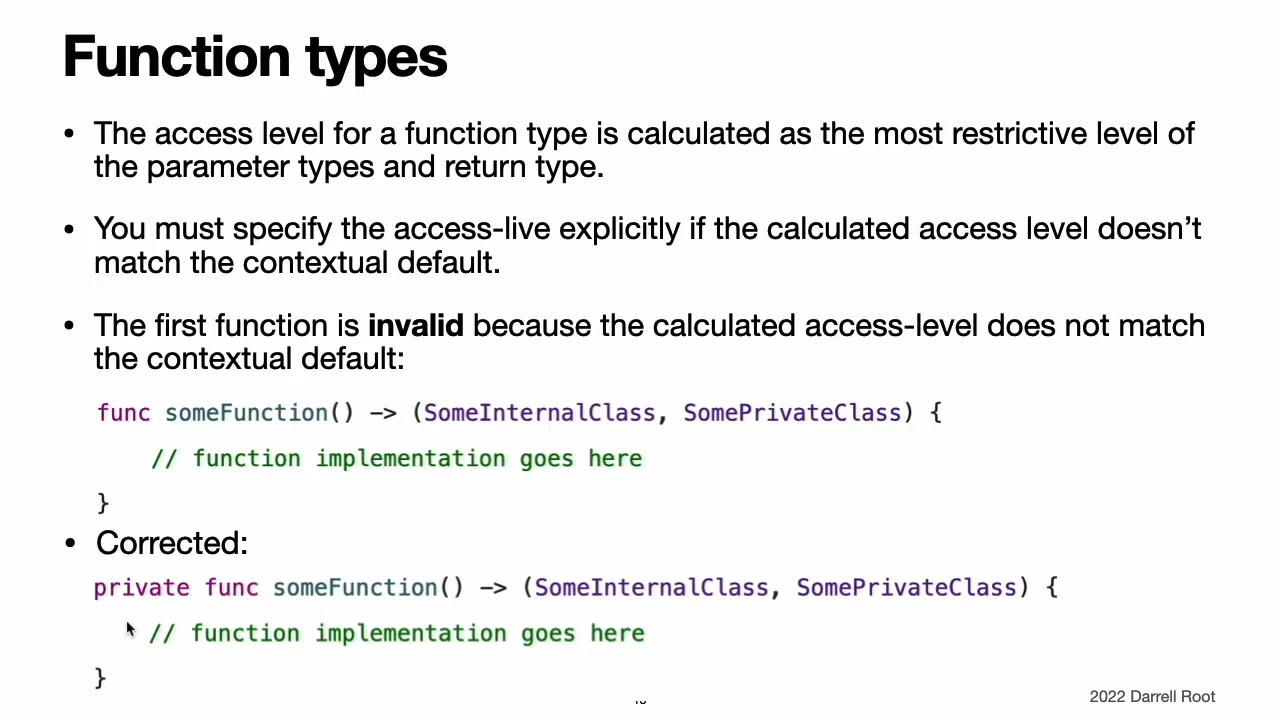 Function types
• The access level for a function type is calculated as the most restrictive level of
the parameter types and return type.
• You must specify the access-live explicitly if the calculated access level doesn’t
match the contextual default.
• The first function is invalid because the calculated access-level does not match
the contextual default:
func someFunction() -> (SomeInternalClass, SomePrivateClass) {
// function implementation goes here
}
• Corrected:
private func someFunction() -> (SomeInternalClass, SomePrivateClass) {
// function implementation goes here
}
2022 Darrell Root